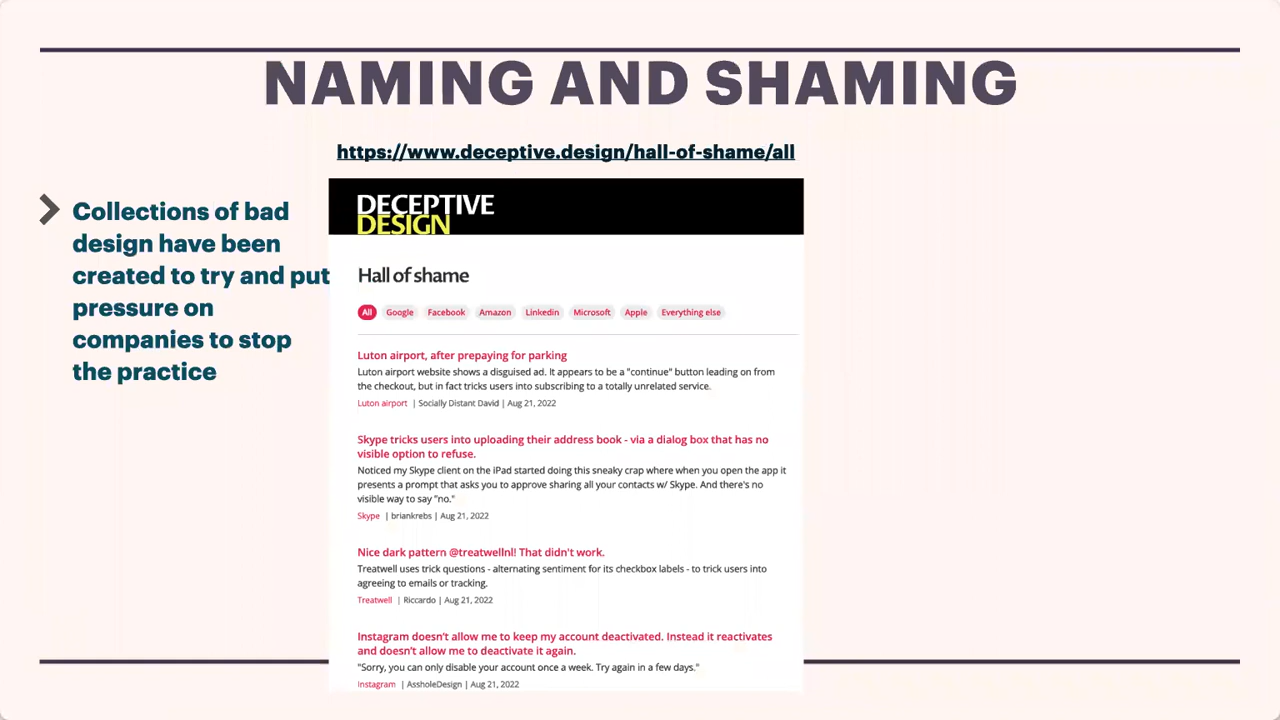 NAMING AND SHAMING
https://www.deceptive.design/hall-of-shame/all
Collections of bad
design have been
created to try and put
pressure on
companies to stop
the practice
DECEPTIVE
DESIGN
Hall of shame
All Google Facebook Amazon Linkedin Microsoft Apple Everything else
Luton airport, after prepaying for parking
Luton airport website shows a disguised ad. It appears to be a "continue" button leading on from
the checkout, but in fact tricks users into subscribing to a totally unrelated service.
Luton airport | Socially Distant David | Aug 21, 2022
Skype tricks users into uploading their address book - via a dialog box that has no
visible option to refuse.
Noticed my Skype client on the iPad started doing this sneaky crap where when you open the app it
presents a prompt that asks you to approve sharing all your contacts w/ Skype. And there's no
visible way to say "no."
Skype | briankrebs | Aug 21, 2022
Nice dark pattern @treatwellnl! That didn't work.
Treatwell uses trick questions - alternating sentiment for its checkbox labels - to trick users into
agreeing to emails or tracking.
Treatwell | Riccardo | Aug 21, 2022
Instagram doesn't allow me to keep my account deactivated. Instead it reactivates
and doesn't allow me to deactivate it again.
"Sorry, you can only disable your account once a week. Try again in a few days."
Instagram | AssholeDesign | Aug 21, 2022